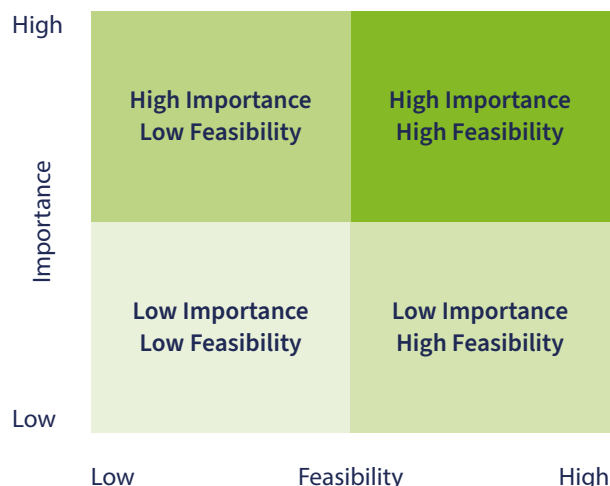 High
High Importance
Low Feasibility
High Importance
High Feasibility
Importance
Low Importance
Low Feasibility
Low Importance
High Feasibility
Low
Low Feasibility High